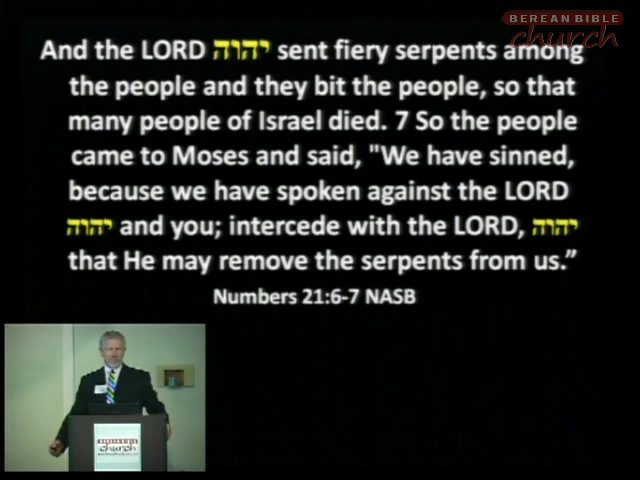 BEREAN BIBLE
church
And the LORD יהוה sent fiery serpents among
the people and they bit the people, so that
many people of Israel died. 7 So the people
came to Moses and said, "We have sinned,
because we have spoken against the LORD
יהוה and you; intercede with the LORD, יהוה
that He may remove the serpents from us.”
Numbers 21:6-7 NASB
BEREAN BIBLE
church